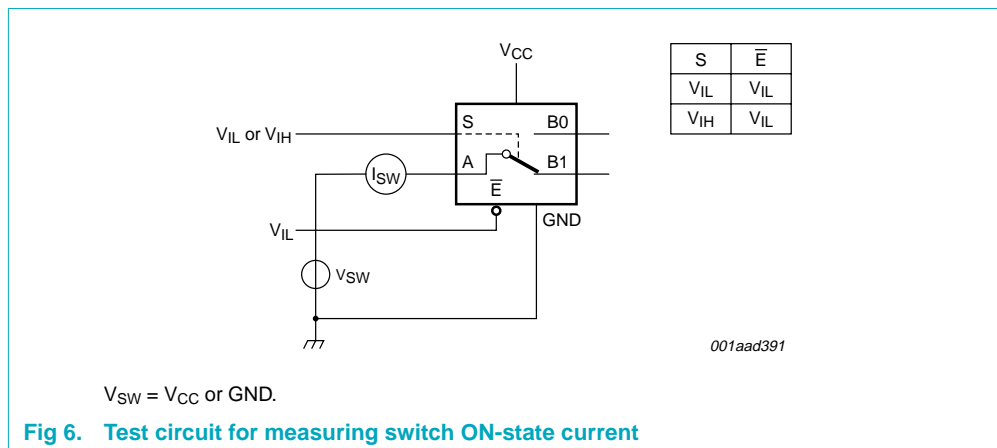 VCC
S E̅
VIL VIL
VIH VIL
VIL or VIH
S B0
A B1
ISW
E̅
GND
VIL
VSW
001aad391
VSW = VCC or GND.
Fig 6. Test circuit for measuring switch ON-state current